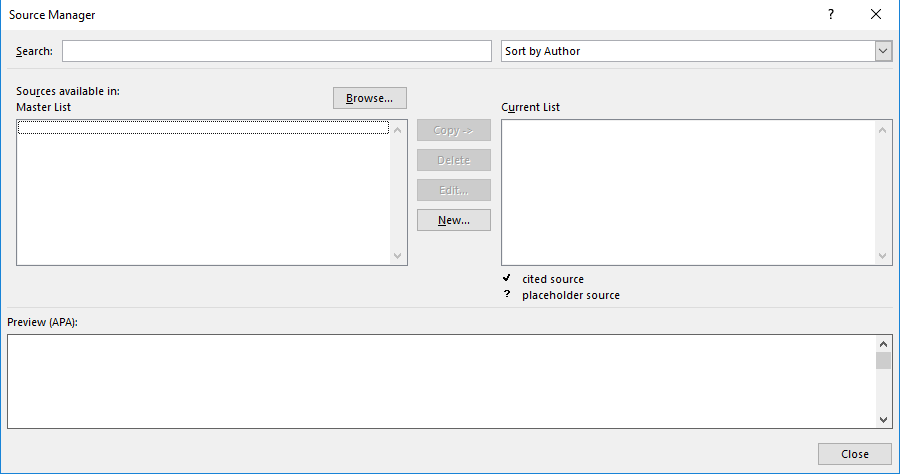 Source Manager
?
Search:
Sort by Author
Sources available in:
Master List
Browse...
Current List
Copy ->
Delete
Edit...
New...
cited source
? placeholder source
Preview (APA):
Close